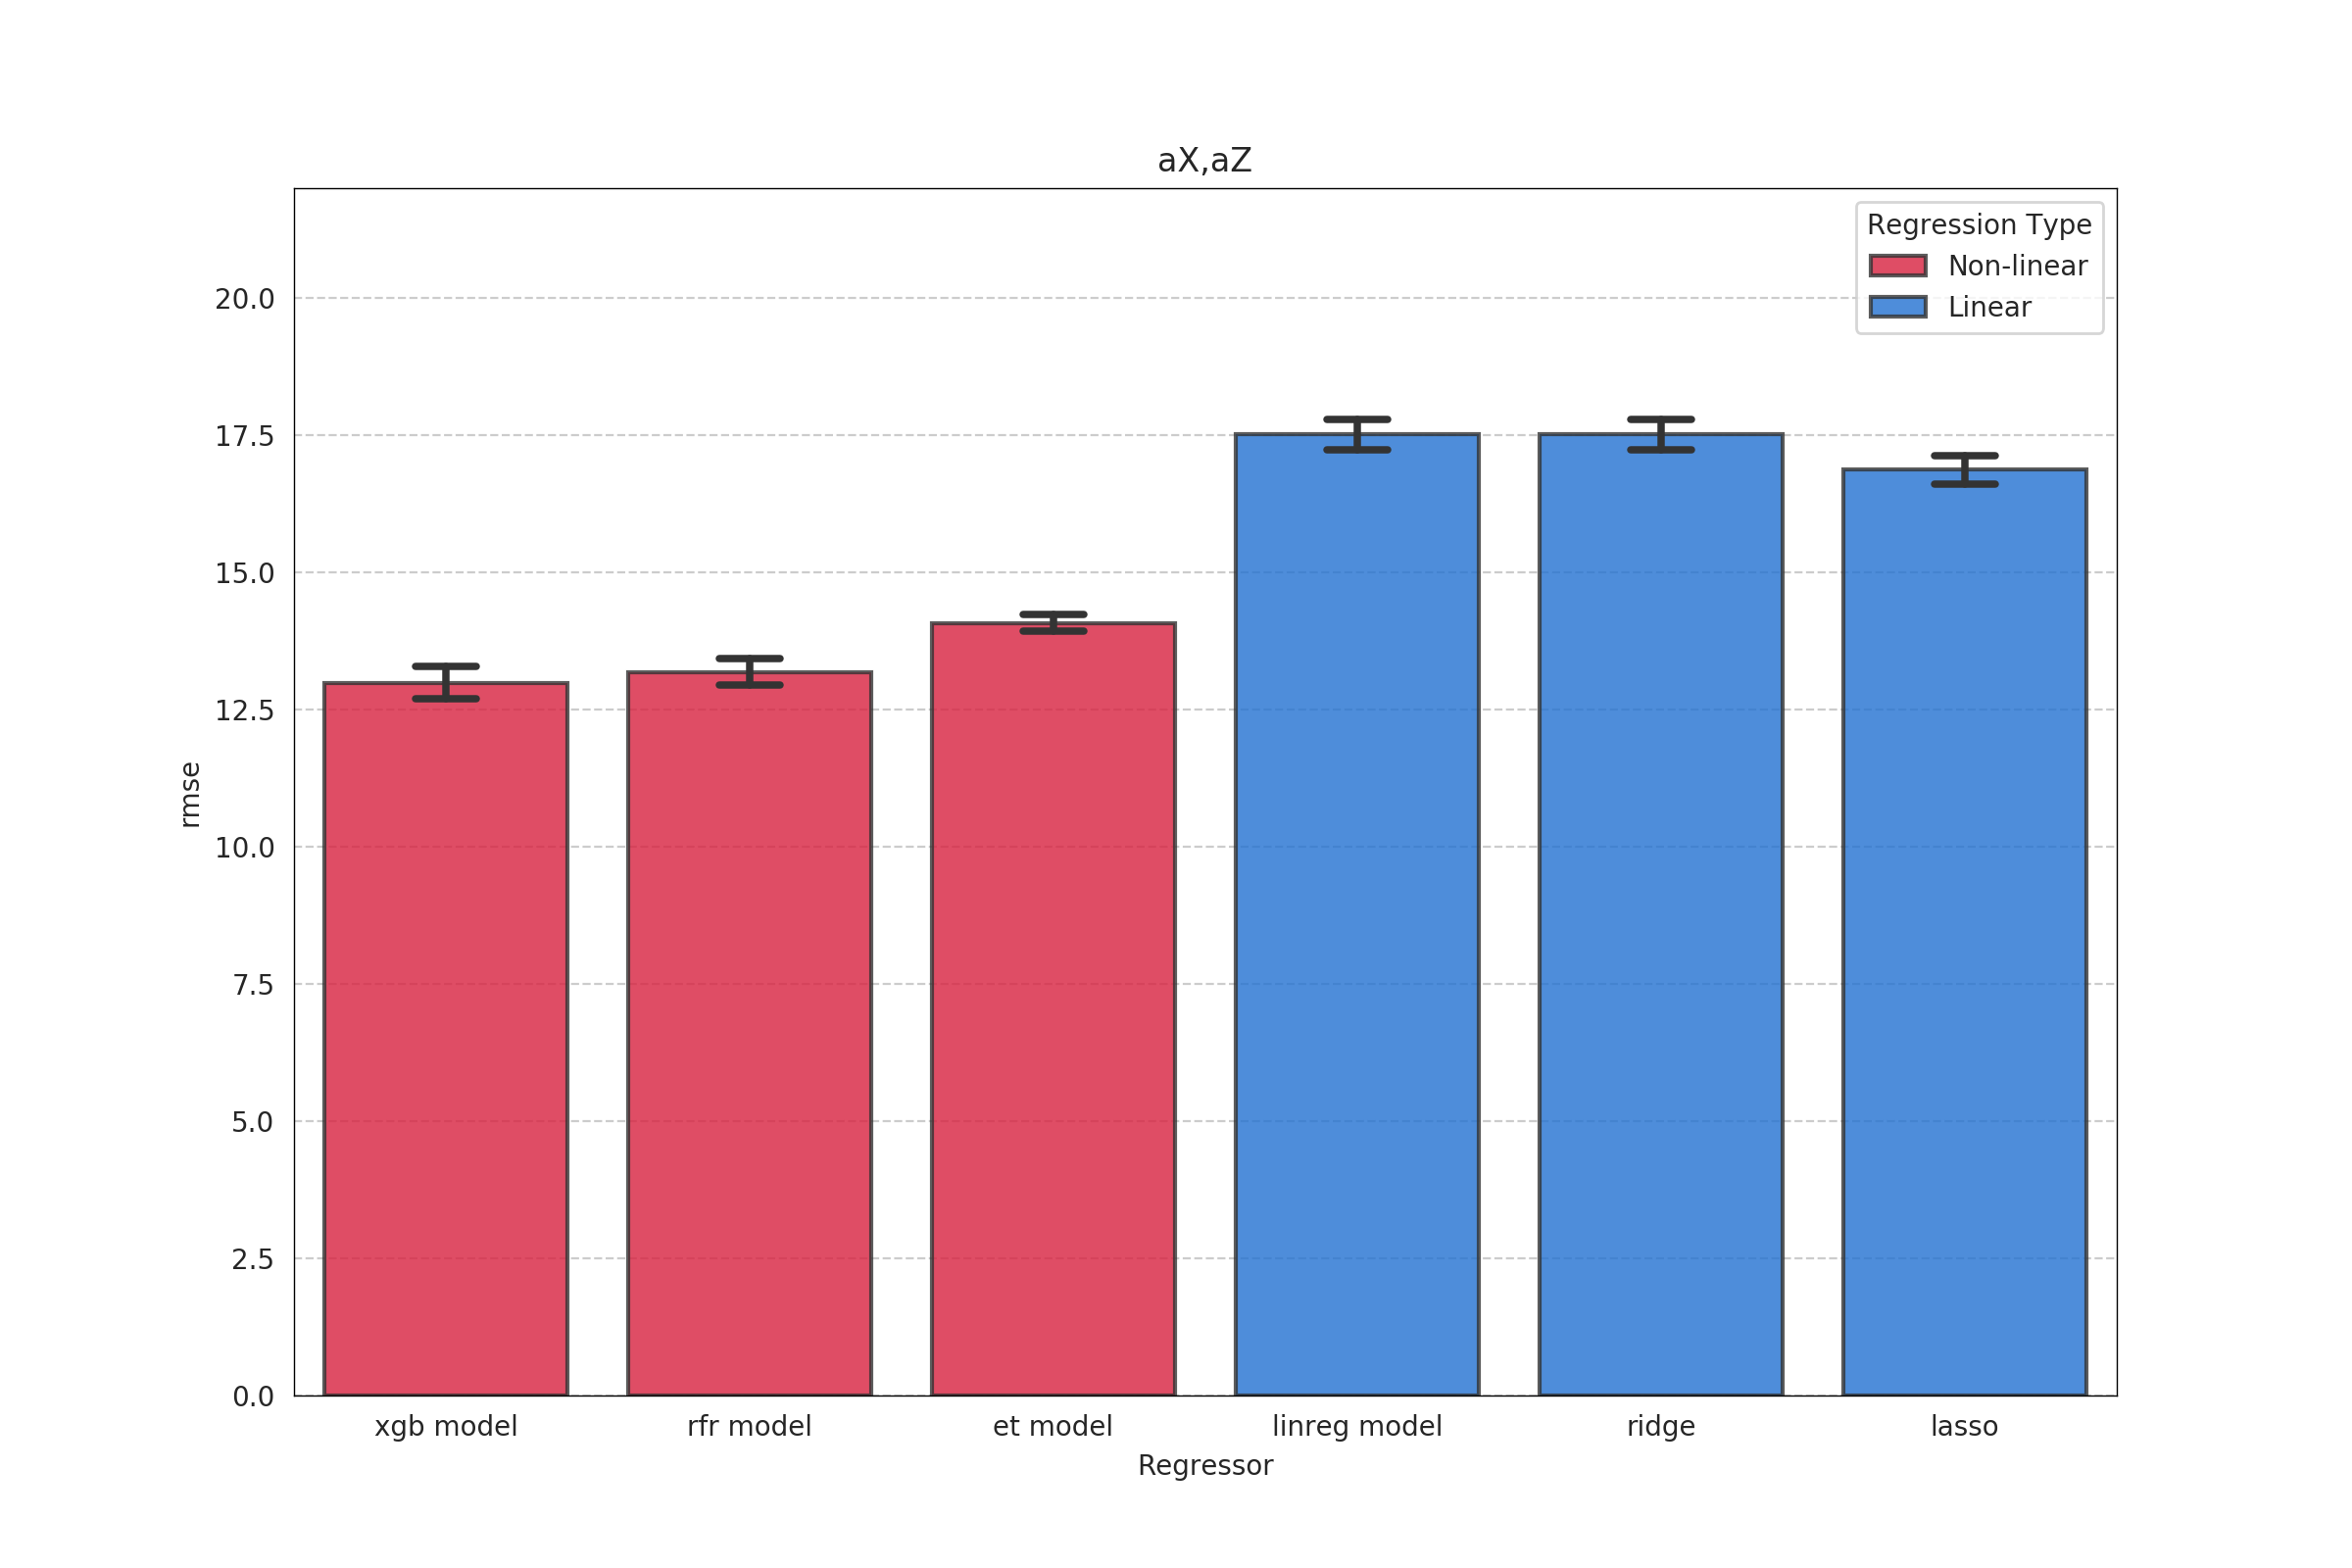 aX,aZ
Regression Type
Non-linear
Linear
20.0
17.5
15.0
12.5
10.0
7.5
5.0
2.5
0.0
rmse
xgb model
rfr model
et model
linreg model
ridge
lasso
Regressor